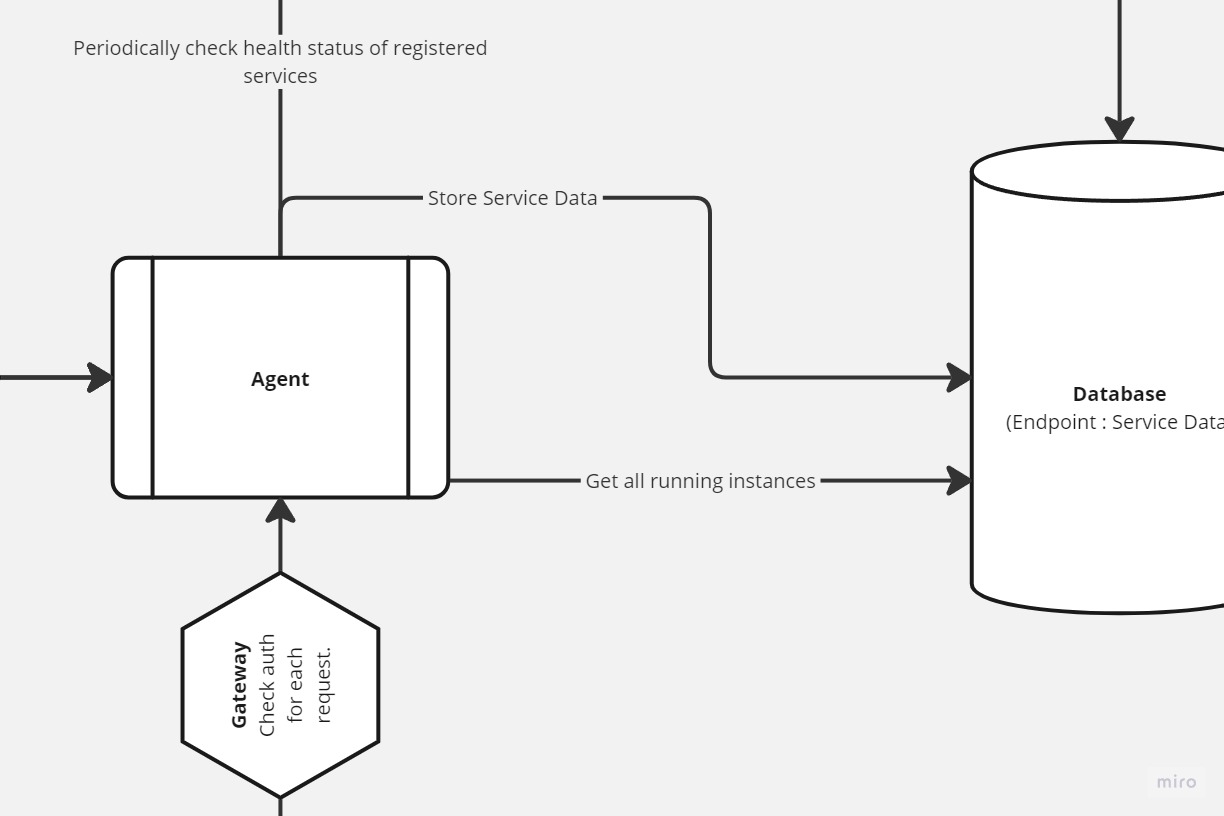 Periodically check health status of registered
services
Store Service Data
Agent
Database
(Endpoint : Service Data
Get all running instances
Gateway
Check auth
for each
request.
miro